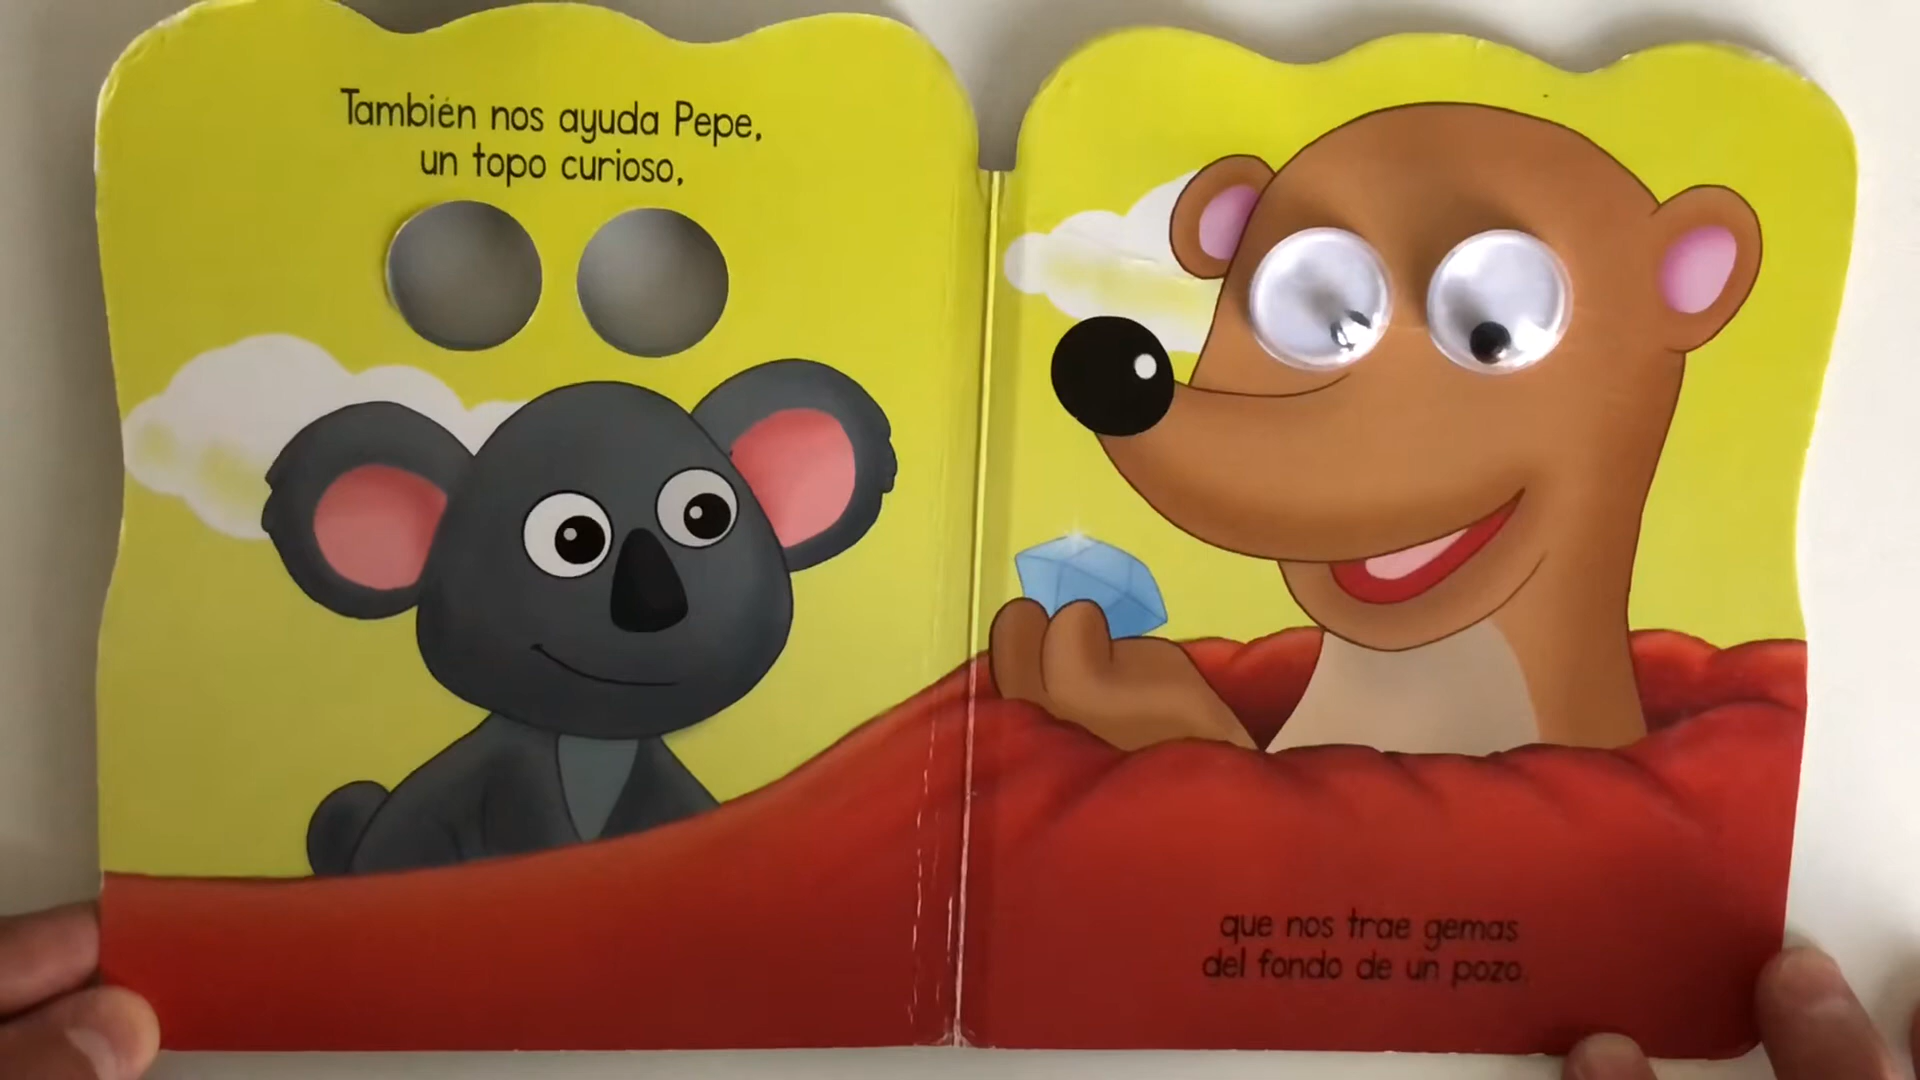 También nos ayuda Pepe,
un topo curioso,
que nos trae gemas
del fondo de un pozo.